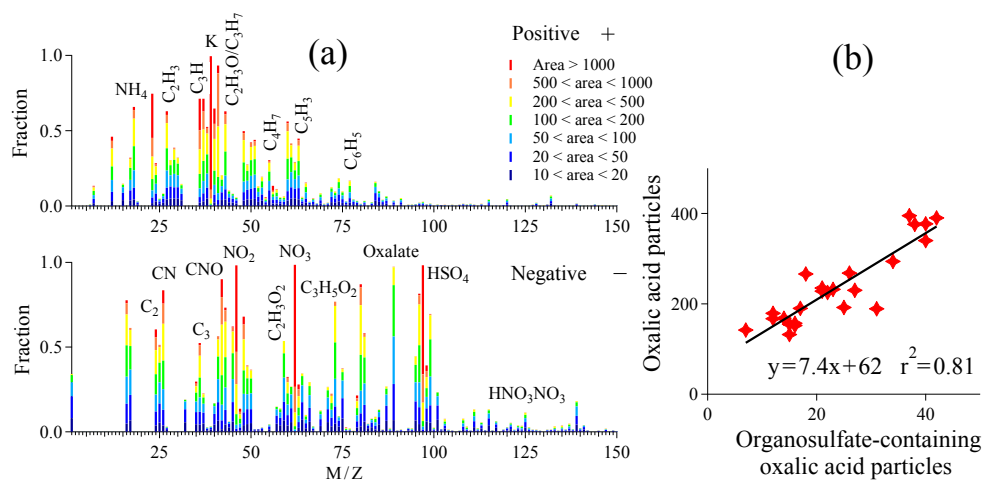 (a)
Positive +
Area > 1000
500 < area < 1000
200 < area < 500
100 < area < 200
50 < area < 100
20 < area < 50
10 < area < 20
Fraction
1.0
0.5
0.0
NH₄
C₂H₃
C₃H
K
C₂H₃O/C₃H₇
C₄H₇
C₅H₃
C₆H₅
25
50
75
100
125
150
Negative −
Fraction
1.0
0.5
0.0
C₂
CN
C₃
CNO
NO₂
C₂H₃O₂
NO₃
C₃H₅O₂
Oxalate
HSO₄
HNO₃NO₃
25
50
75
100
125
150
M/Z
(b)
Oxalic acid particles
400
200
0
y=7.4x+62 r²=0.81
0
20
40
Organosulfate-containing
oxalic acid particles